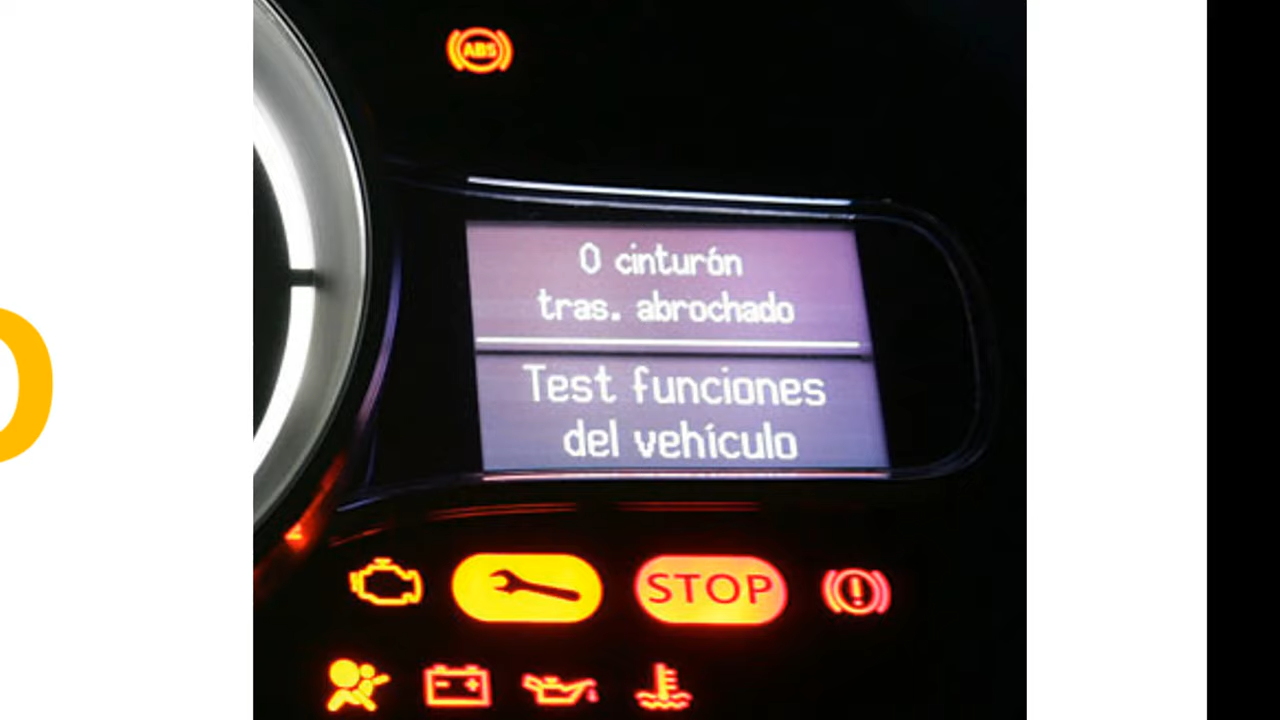 ABS
0 cinturón
tras. abrochado
Test funciones
del vehículo
STOP